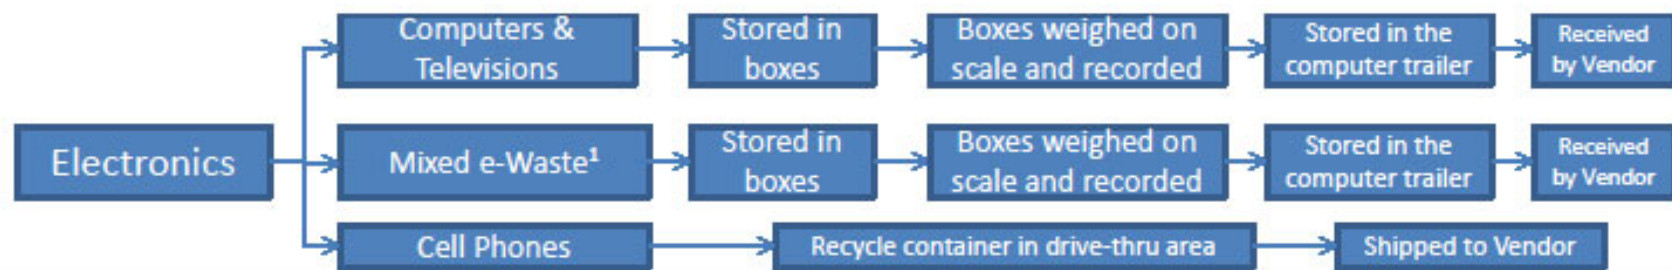 Electronics
Computers &
Televisions
Stored in
boxes
Boxes weighed on
scale and recorded
Stored in the
computer trailer
Received
by Vendor
Mixed e-Waste¹
Stored in
boxes
Boxes weighed on
scale and recorded
Stored in the
computer trailer
Received
by Vendor
Cell Phones
Recycle container in drive-thru area
Shipped to Vendor